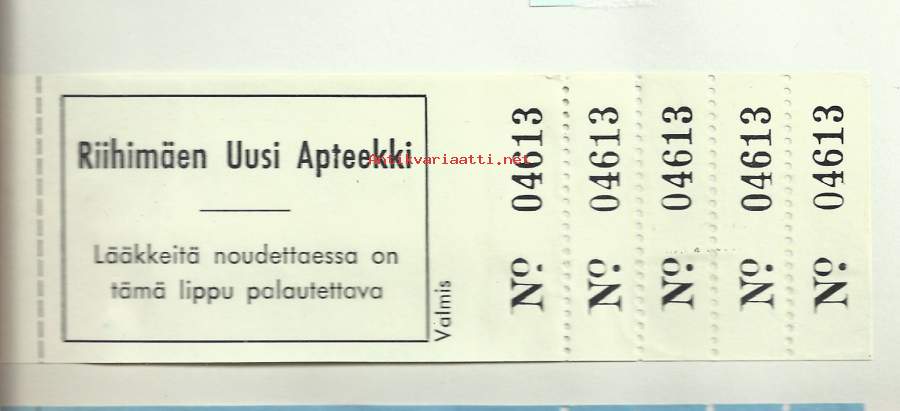 Riihimäen Uusi Apteekki
Antikvariaatti.net
Lääkkeitä noudettaessa on
tämä lippu palautettava
Valmis
No. 04613
No. 04613
No. 04613
No. 04613
No. 04613